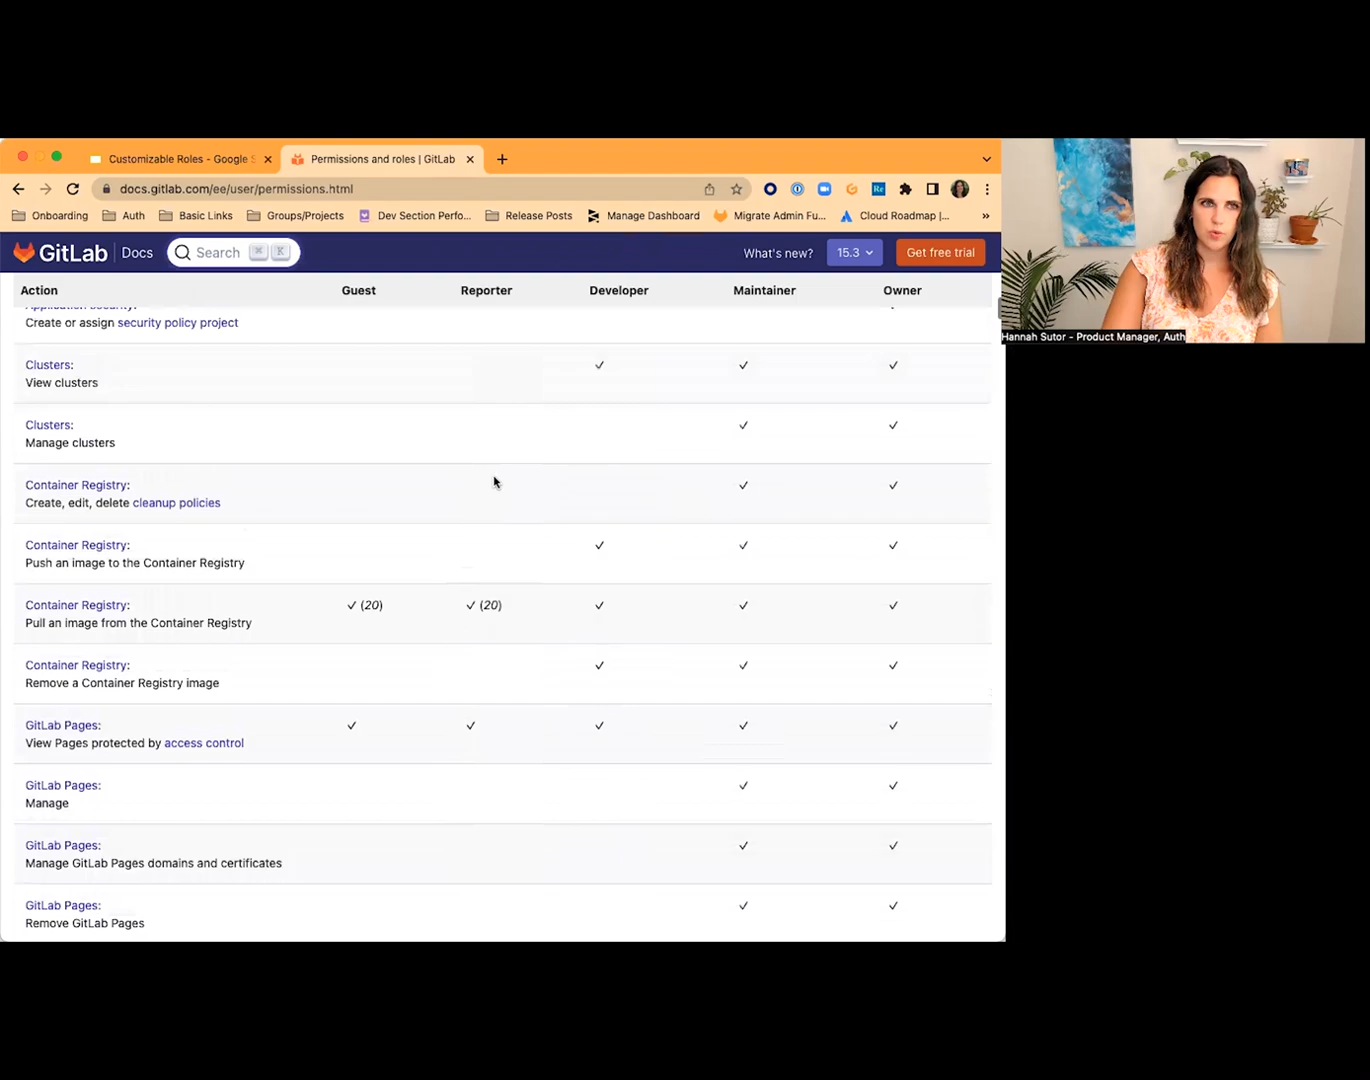 Customizable Roles - Google S
Permissions and roles | GitLab
docs.gitlab.com/ee/user/permissions.html
Onboarding
Auth
Basic Links
Groups/Projects
Dev Section Perfo...
Release Posts
Manage Dashboard
Migrate Admin Fu...
Cloud Roadmap |...
»
GitLab
Docs
Search
⌘ K
What's new?
15.3
Get free trial
Hannah Sutor - Product Manager, Auth
Action Guest Reporter Developer Maintainer Owner
Application security:
Create or assign security policy project
Clusters: ✓ ✓ ✓
View clusters
Clusters: ✓ ✓
Manage clusters
Container Registry: ✓ ✓
Create, edit, delete cleanup policies
Container Registry: ✓ ✓ ✓
Push an image to the Container Registry
Container Registry: ✓ (20) ✓ (20) ✓ ✓ ✓
Pull an image from the Container Registry
Container Registry: ✓ ✓ ✓
Remove a Container Registry image
GitLab Pages: ✓ ✓ ✓ ✓ ✓
View Pages protected by access control
GitLab Pages: ✓ ✓
Manage
GitLab Pages: ✓ ✓
Manage GitLab Pages domains and certificates
GitLab Pages: ✓ ✓
Remove GitLab Pages